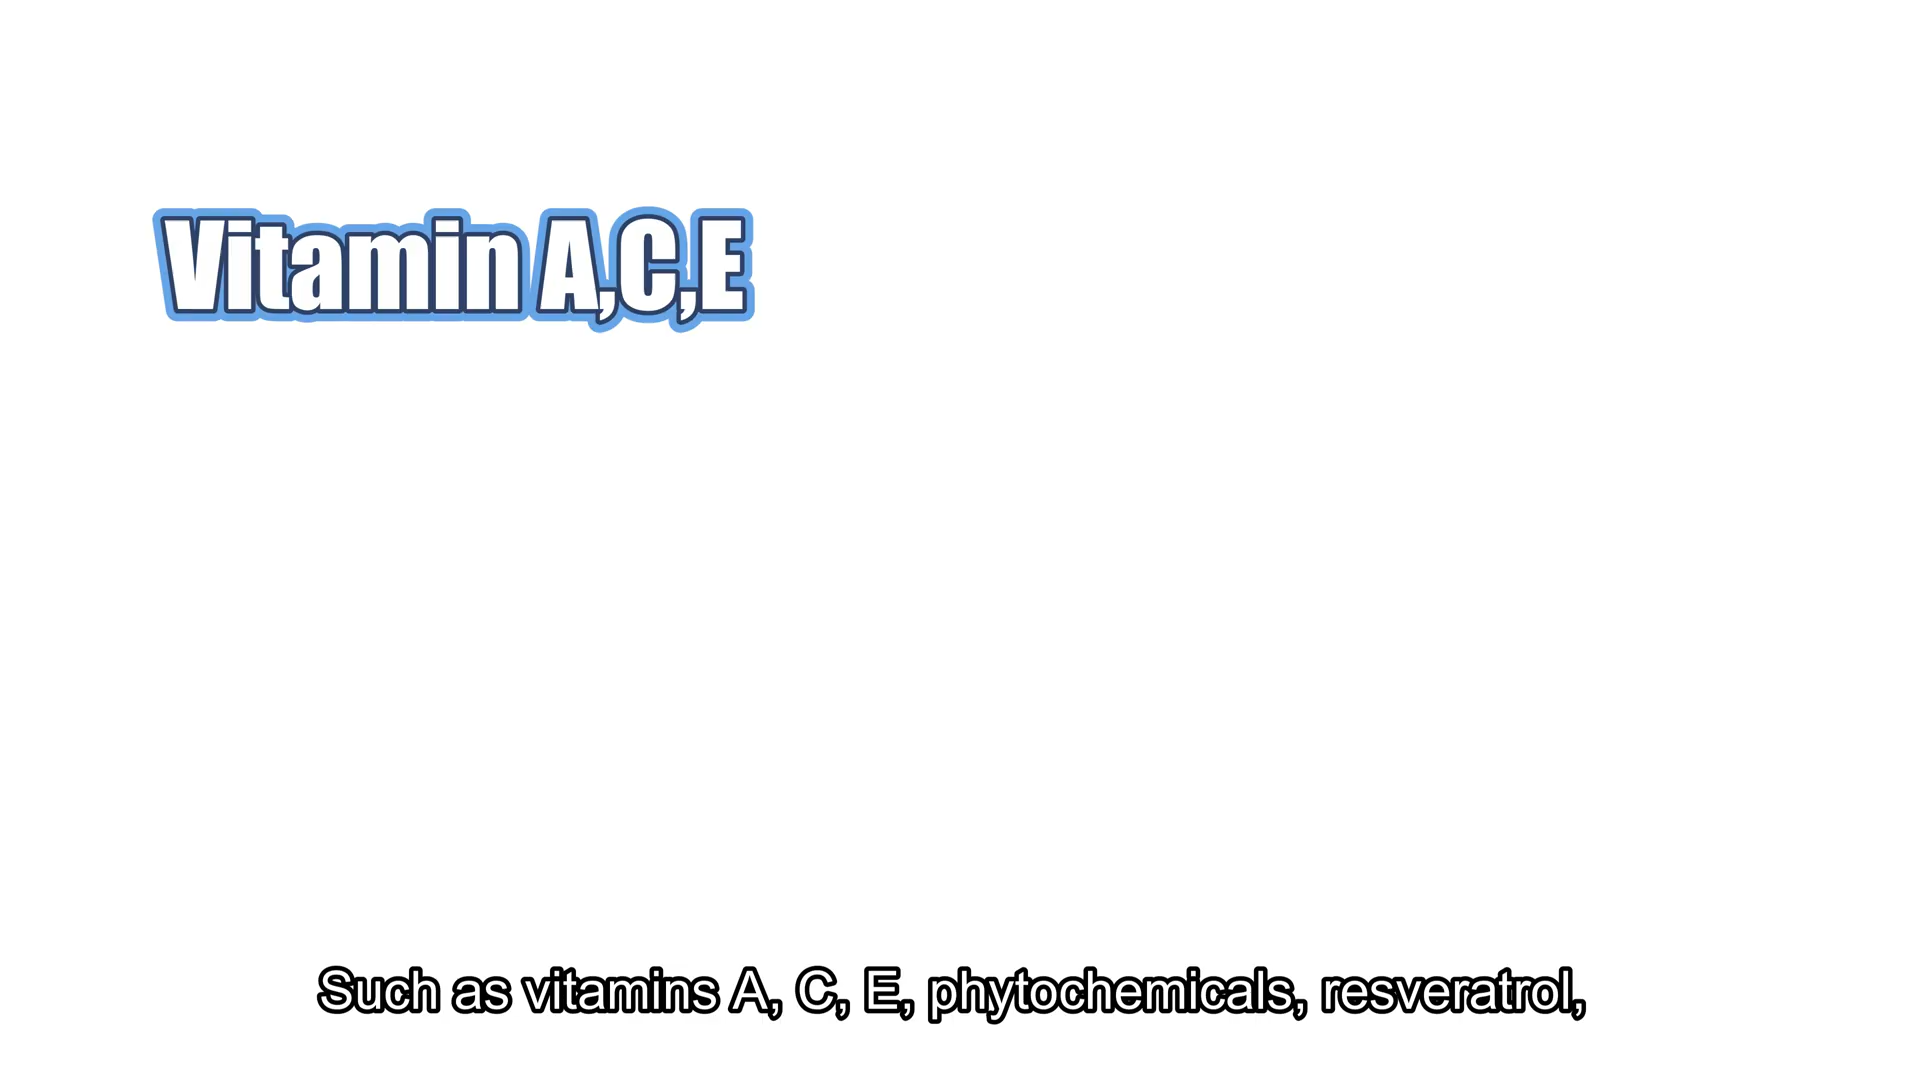 Vitamin A,C,E
Such as vitamins A, C, E, phytochemicals, resveratrol,